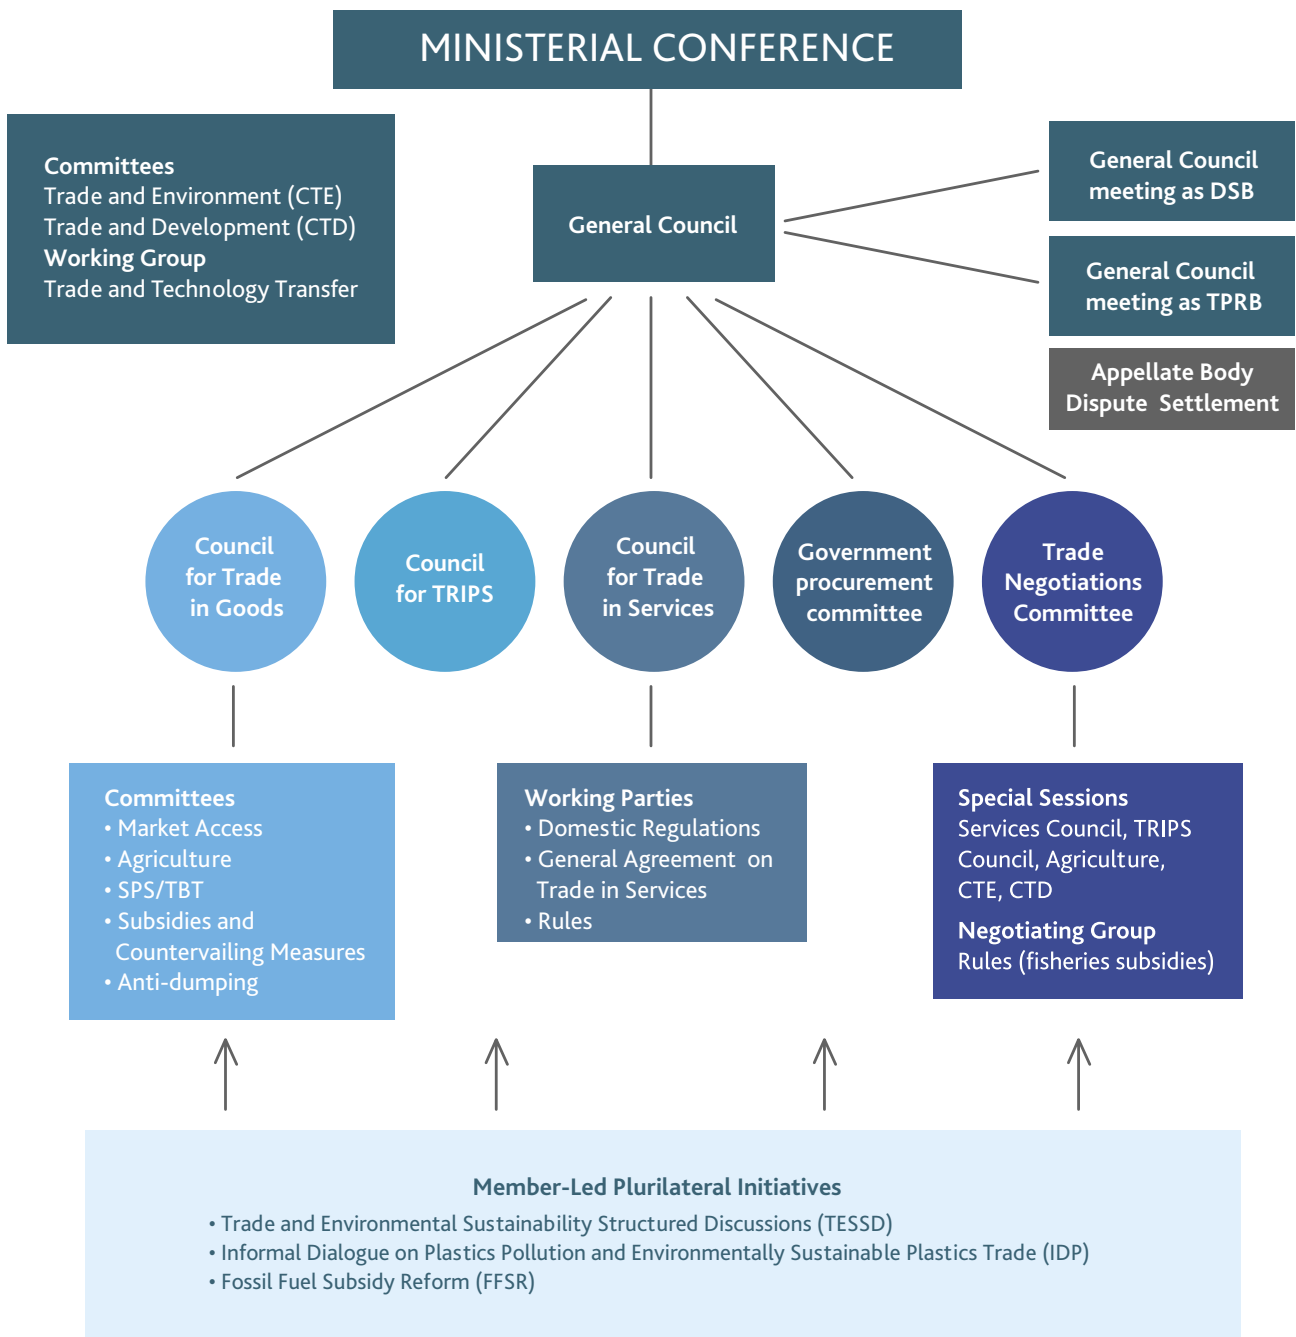 MINISTERIAL CONFERENCE
Committees
Trade and Environment (CTE)
Trade and Development (CTD)
Working Group
Trade and Technology Transfer
General Council
General Council
meeting as DSB
General Council
meeting as TPRB
Appellate Body
Dispute Settlement
Council
for Trade
in Goods
Council
for TRIPS
Council
for Trade
in Services
Government
procurement
committee
Trade
Negotiations
Committee
Committees
• Market Access
• Agriculture
• SPS/TBT
• Subsidies and
Countervailing Measures
• Anti-dumping
Working Parties
• Domestic Regulations
• General Agreement on
Trade in Services
• Rules
Special Sessions
Services Council, TRIPS
Council, Agriculture,
CTE, CTD
Negotiating Group
Rules (fisheries subsidies)
Member-Led Plurilateral Initiatives
• Trade and Environmental Sustainability Structured Discussions (TESSD)
• Informal Dialogue on Plastics Pollution and Environmentally Sustainable Plastics Trade (IDP)
• Fossil Fuel Subsidy Reform (FFSR)